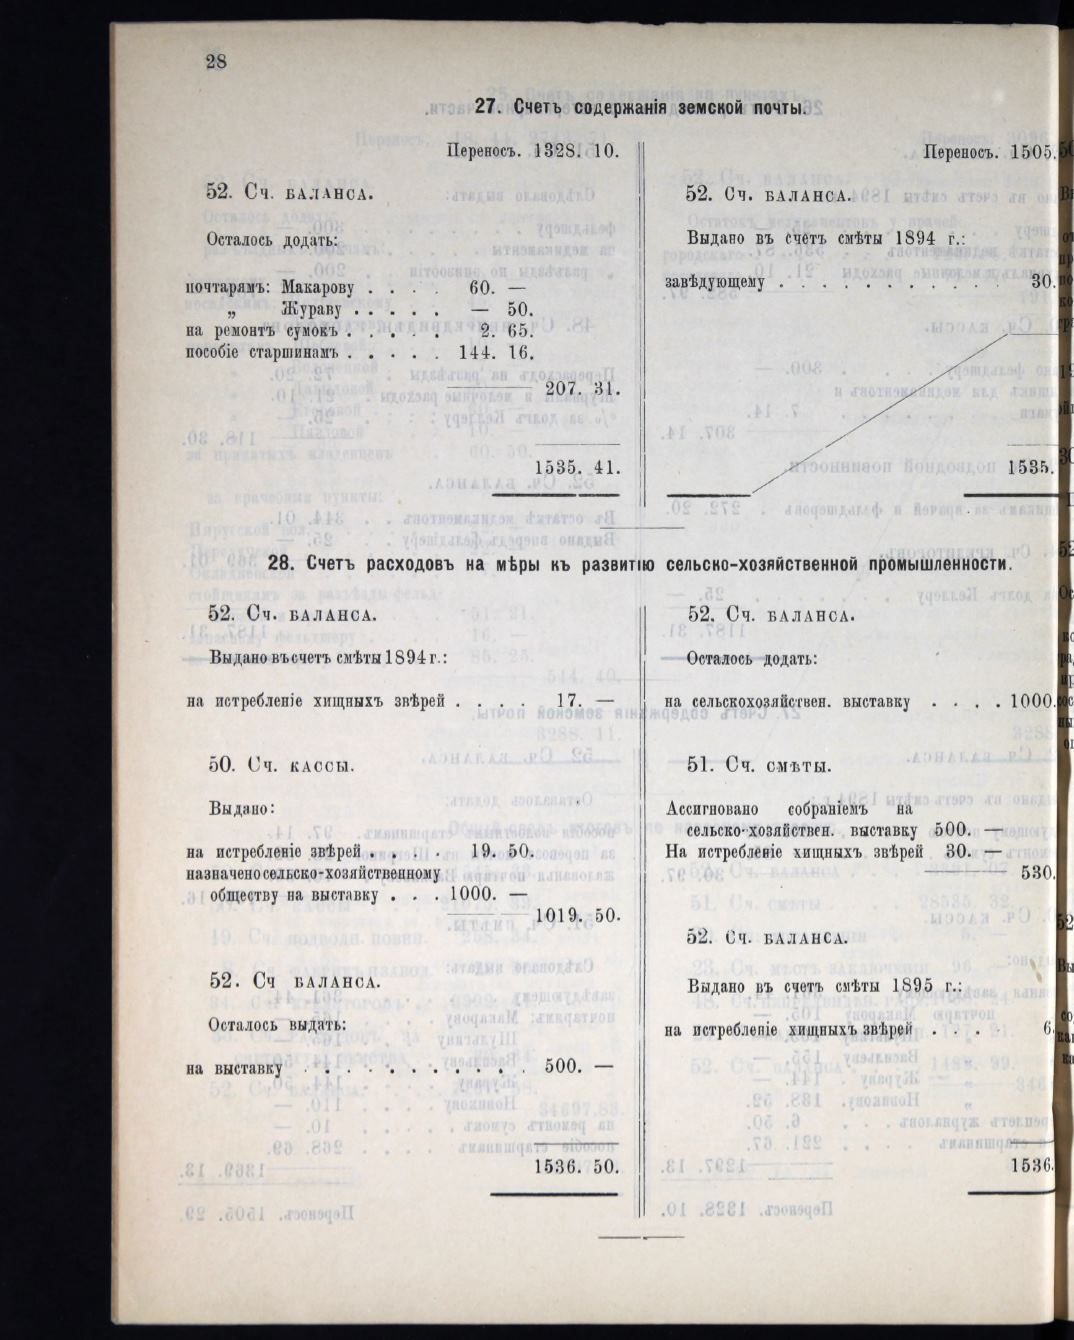 28
27. Счетъ содержанія земской почты.
Переносъ. 1328. 10.
52. Сч. БАЛАНСА.
Осталось додать:
почтарямъ: Макарову . . . . 60. —
„ Жураву . . . . . — 50.
на ремонтъ сумокъ . . . . . 2. 65.
пособіе старшинамъ . . . . . 144. 16.
207. 31.
1535. 41.
Переносъ. 1505.
52. Сч. БАЛАНСА.
Выдано въ счетъ смѣты 1894 г.:
завѣдующему . . . . . . . . . . . 30.
1535.
28. Счетъ расходовъ на мѣры къ развитію сельско-хозяйственной промышленности.
52. Сч. БАЛАНСА.
Выдано въ счетъ смѣты 1894 г.:
на истребленіе хищныхъ звѣрей . . . . 17. —
50. Сч. КАССЫ.
Выдано:
на истребленіе звѣрей . . . . 19. 50.
назначено сельско-хозяйственному
обществу на выставку . . . 1000. —
1019. 50.
52. Сч БАЛАНСА.
Осталось выдать:
на выставку . . . . . . . . . . . 500. —
1536. 50.
52. Сч. БАЛАНСА.
Осталось додать:
на сельскохозяйствен. выставку . . . . 1000.
51. Сч. СМѢТЫ.
Ассигновано собраніемъ на
сельско-хозяйствен. выставку 500. —
На истребленіе хищныхъ звѣрей 30. —
530.
52. Сч. БАЛАНСА.
Выдано въ счетъ смѣты 1895 г.:
на истребленіе хищныхъ звѣрей . . . . 6.
1536.